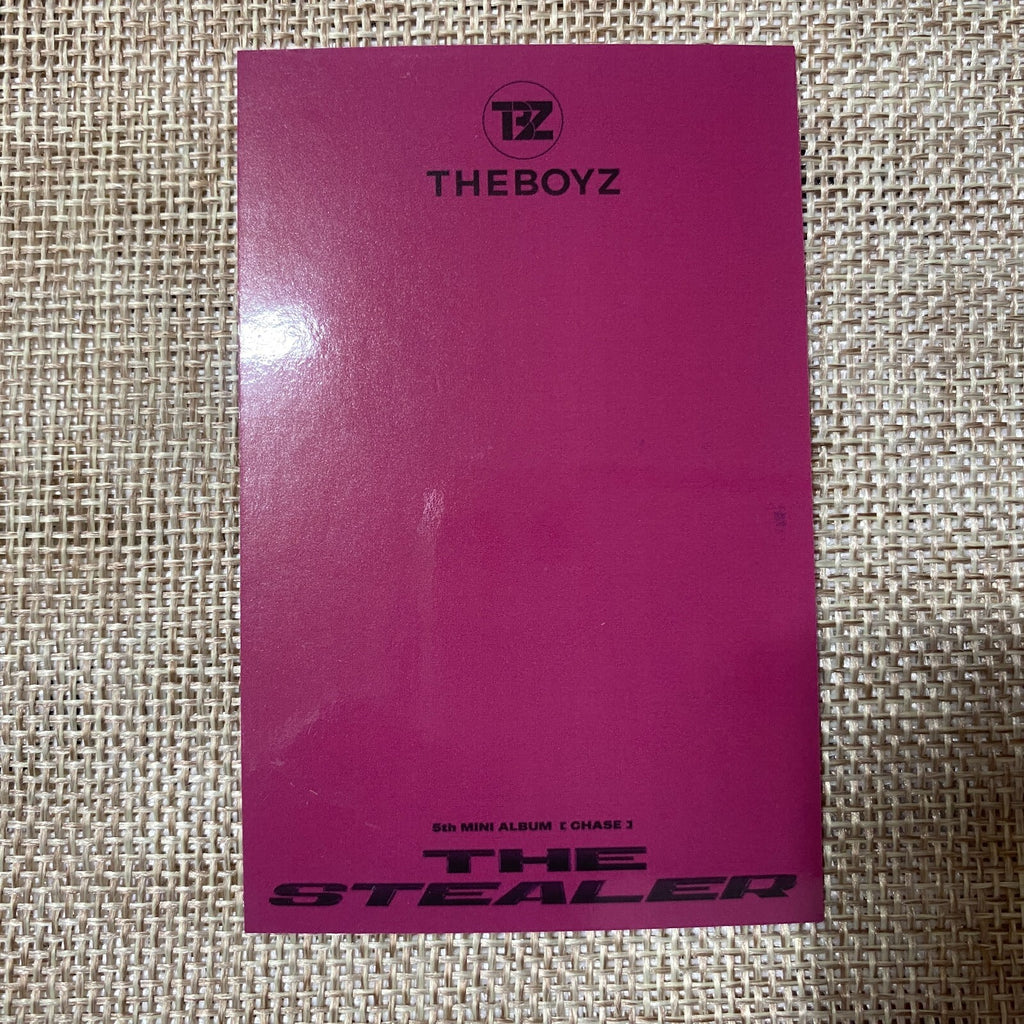 TBZ
THEBOYZ
5th MINI ALBUM [ CHASE ]
THE
STEALER